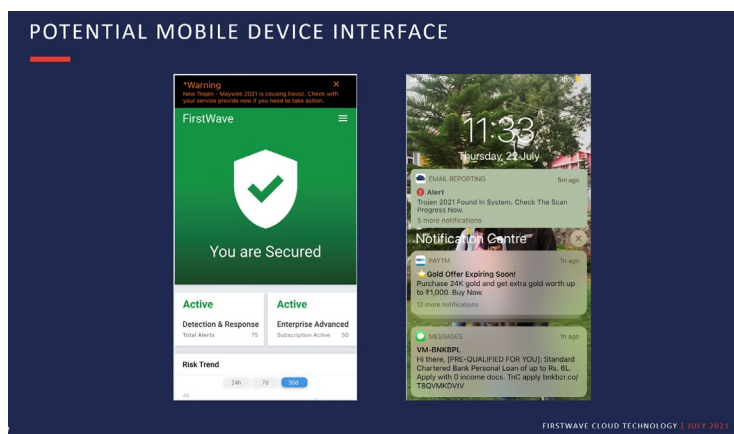 POTENTIAL MOBILE DEVICE INTERFACE
*Warning
New Trojen - Maywire 2021 is causing havoc. Check with
your service provide now if you need to take action.
FirstWave
You are Secured
Active
Detection & Response
Total Alerts 75
Active
Enterprise Advanced
Subscription Active 50
Risk Trend
24h 7d 30d
11:33
Thursday, 22 July
EMAIL REPORTING 5m ago
Alert
Trojen 2021 Found In System. Check The Scan
Progress Now.
5 more notifications
Notification Centre
PAYTM 1h ago
Gold Offer Expiring Soon!
Purchase 24K gold and get extra gold worth up
to ₹1,000. Buy Now.
12 more notifications
MESSAGES 1h ago
VM-BNKBPL
Hi there, [PRE-QUALIFIED FOR YOU]: Standard
Chartered Bank Personal Loan of up to Rs. 6L.
Apply with 0 income docs. TnC apply bnkbzr.co/
T8QVMKDVtV
FIRSTWAVE CLOUD TECHNOLOGY | JULY 2021